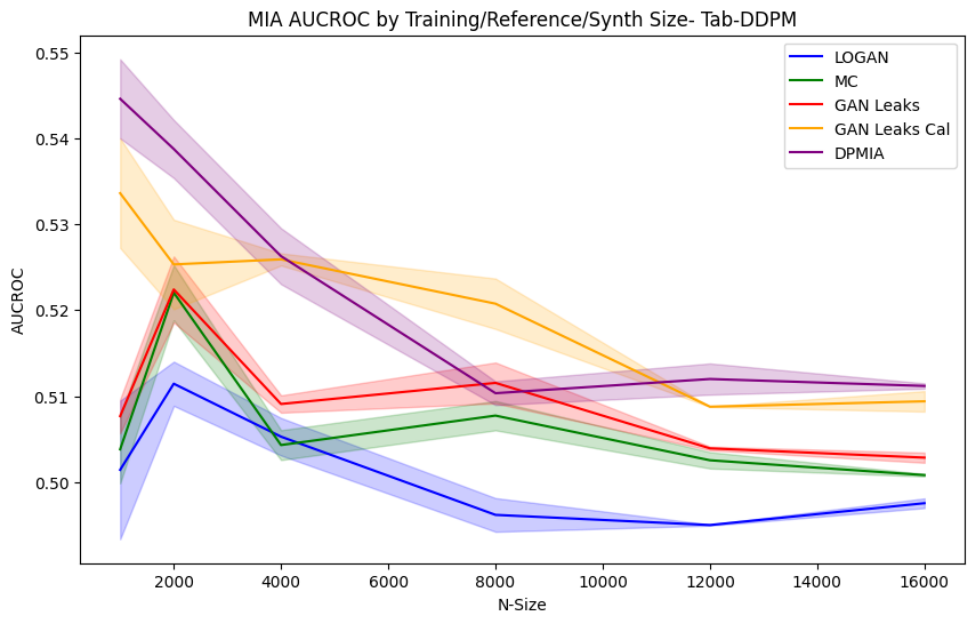 MIA AUCROC by Training/Reference/Synth Size- Tab-DDPM
LOGAN
MC
GAN Leaks
GAN Leaks Cal
DPMIA
AUCROC
0.55
0.54
0.53
0.52
0.51
0.50
2000 4000 6000 8000 10000 12000 14000 16000
N-Size